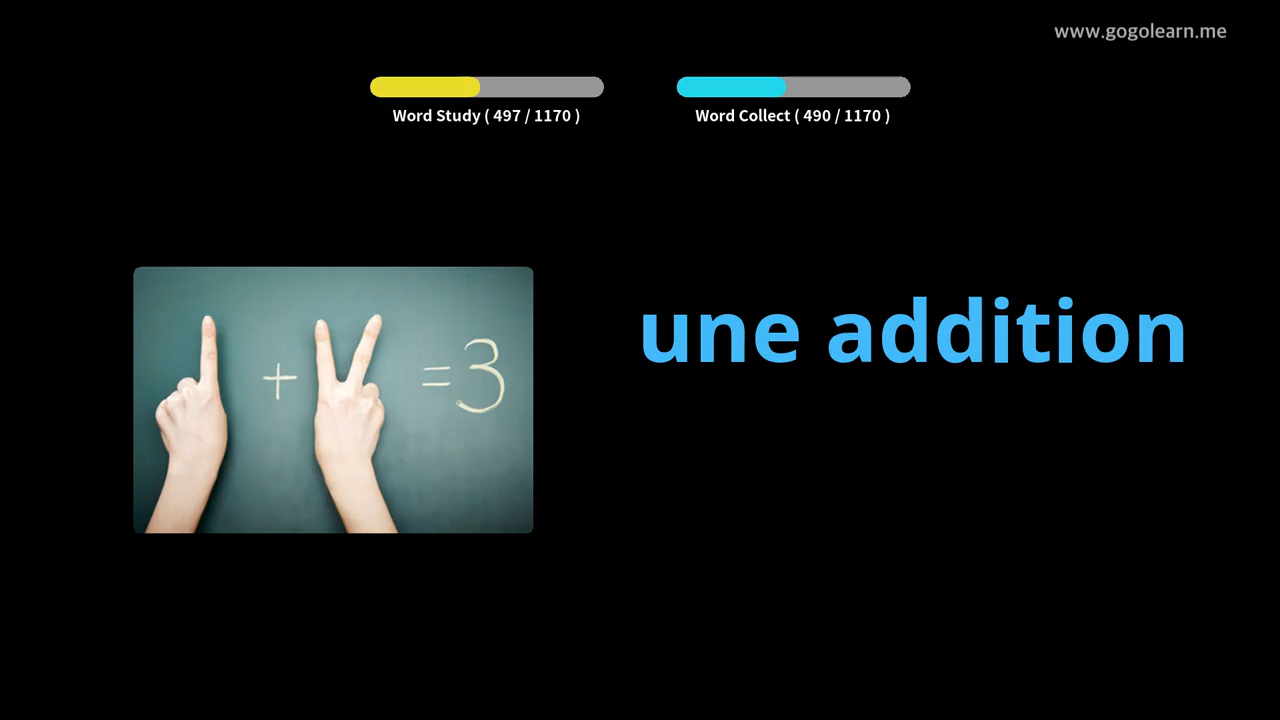 www.gogolearn.me
Word Study ( 497 / 1170 )
Word Collect ( 490 / 1170 )
+ =3
une addition